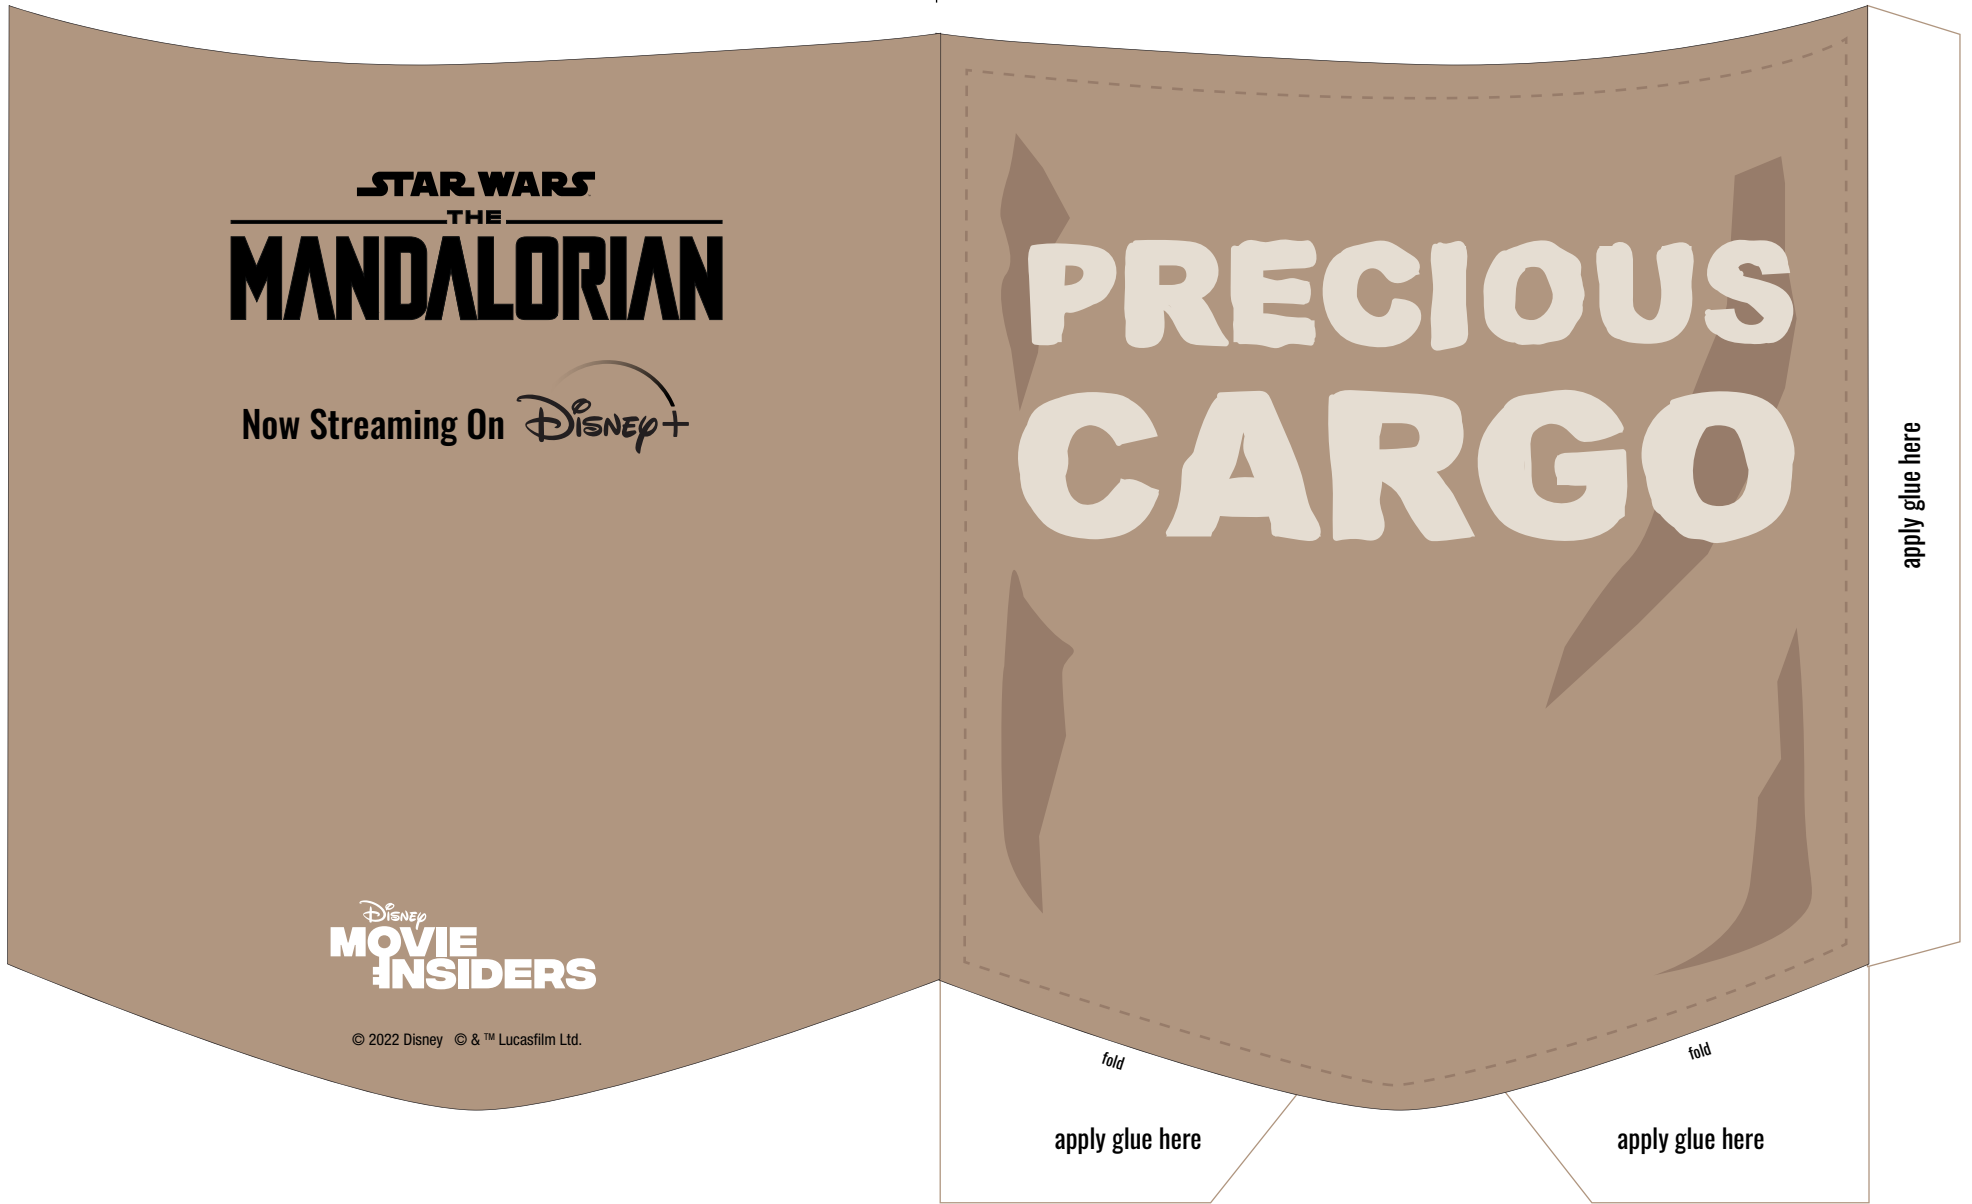 STAR WARS
THE
MANDALORIAN
Now Streaming On Disney+
Disney
MOVIE
INSIDERS
© 2022 Disney © & ™ Lucasfilm Ltd.
PRECIOUS
CARGO
fold
fold
apply glue here
apply glue here
apply glue here